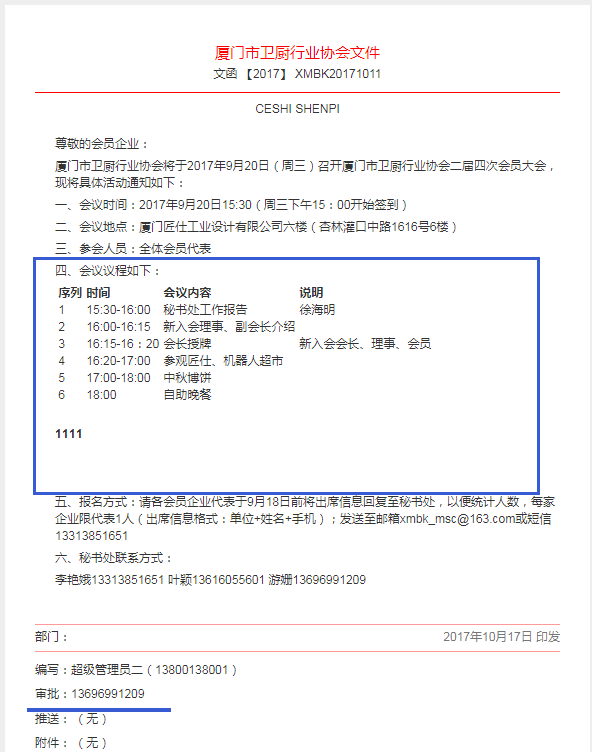 厦门市卫厨行业协会文件
文函 【2017】 XMBK20171011
CESHI SHENPI
尊敬的会员企业：
厦门市卫厨行业协会将于2017年9月20日（周三）召开厦门市卫厨行业协会二届四次会员大会，
现将具体活动通知如下：
一、会议时间：2017年9月20日15:30（周三下午15：00开始签到）
二、会议地点：厦门匠仕工业设计有限公司六楼（杏林灌口中路1616号6楼）
三、参会人员：全体会员代表
四、会议议程如下：
序列 时间 会议内容 说明
1 15:30-16:00 秘书处工作报告 徐海明
2 16:00-16:15 新入会理事、副会长介绍
3 16:15-16：20 会长授牌 新入会会长、理事、会员
4 16:20-17:00 参观匠仕、机器人超市
5 17:00-18:00 中秋博饼
6 18:00 自助晚餐
1111
五、报名方式：请各会员企业代表于9月18日前将出席信息回复至秘书处，以便统计人数，每家
企业限代表1人（出席信息格式：单位+姓名+手机）；发送至邮箱xmbk_msc@163.com或短信
13313851651
六、秘书处联系方式：
李艳娥13313851651 叶颖13616055601 游姗13696991209
部门： 2017年10月17日 印发
编写：超级管理员二（13800138001）
审批：13696991209
推送：（无）
附件：（无）